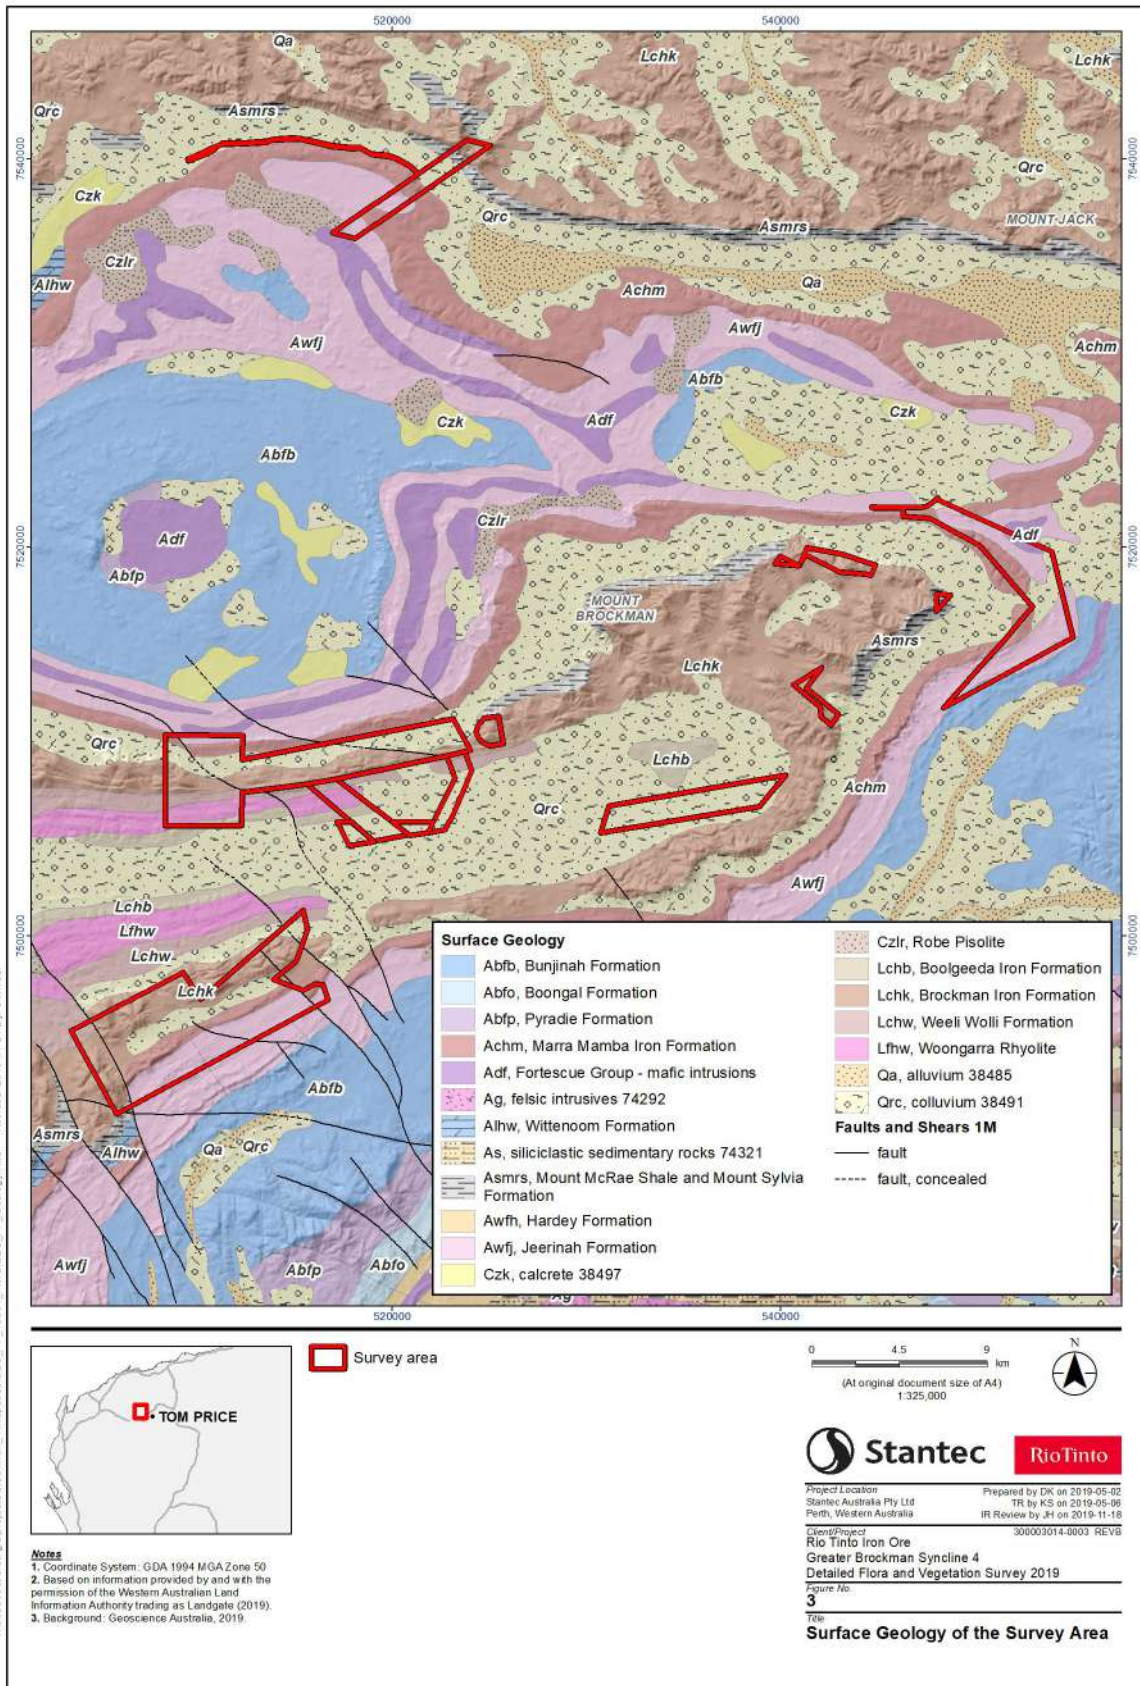 520000
540000
Qa
Lchk
Lchk
Qrc
Asmrs
7540000
7540000
Qrc
Czk
Qrc
MOUNT JACK
Asmrs
Czlr
Alhw
Qa
Achm
Awfj
Awfj
Achm
Abfb
Adf
Czk
Czk
Abfb
Czlr
Adf
Adf
7520000
7520000
Abfp
MOUNT
BROCKMAN
Asmrs
Lchk
Qrc
Lchb
Achm
Qrc
Awfj
Lchb
Lfhw
7500000
7500000
Lchw
Lchk
Abfb
Asmrs
Alhw
Qa
Qrc
Awfj
Abfp
Abfo
Ag
Surface Geology
Abfb, Bunjinah Formation
Abfo, Boongal Formation
Abfp, Pyradie Formation
Achm, Marra Mamba Iron Formation
Adf, Fortescue Group - mafic intrusions
Ag, felsic intrusives 74292
Alhw, Wittenoom Formation
As, siliciclastic sedimentary rocks 74321
Asmrs, Mount McRae Shale and Mount Sylvia
Formation
Awfh, Hardey Formation
Awfj, Jeerinah Formation
Czk, calcrete 38497
Czlr, Robe Pisolite
Lchb, Boolgeeda Iron Formation
Lchk, Brockman Iron Formation
Lchw, Weeli Wolli Formation
Lfhw, Woongarra Rhyolite
Qa, alluvium 38485
Qrc, colluvium 38491
Faults and Shears 1M
fault
fault, concealed
520000
540000
TOM PRICE
Survey area
0 4.5 9
km
(At original document size of A4)
1:325,000
N
Stantec
RioTinto
Project Location
Stantec Australia Pty Ltd
Perth, Western Australia
Prepared by DK on 2019-05-02
TR by KS on 2019-05-06
IR Review by JH on 2019-11-18
Client/Project
300003014-0003 REVB
Rio Tinto Iron Ore
Greater Brockman Syncline 4
Detailed Flora and Vegetation Survey 2019
Figure No.
3
Title
Surface Geology of the Survey Area
Notes
1. Coordinate System: GDA 1994 MGA Zone 50
2. Based on information provided by and with the
permission of the Western Australian Land
Information Authority trading as Landgate (2019).
3. Background: Geoscience Australia, 2019.